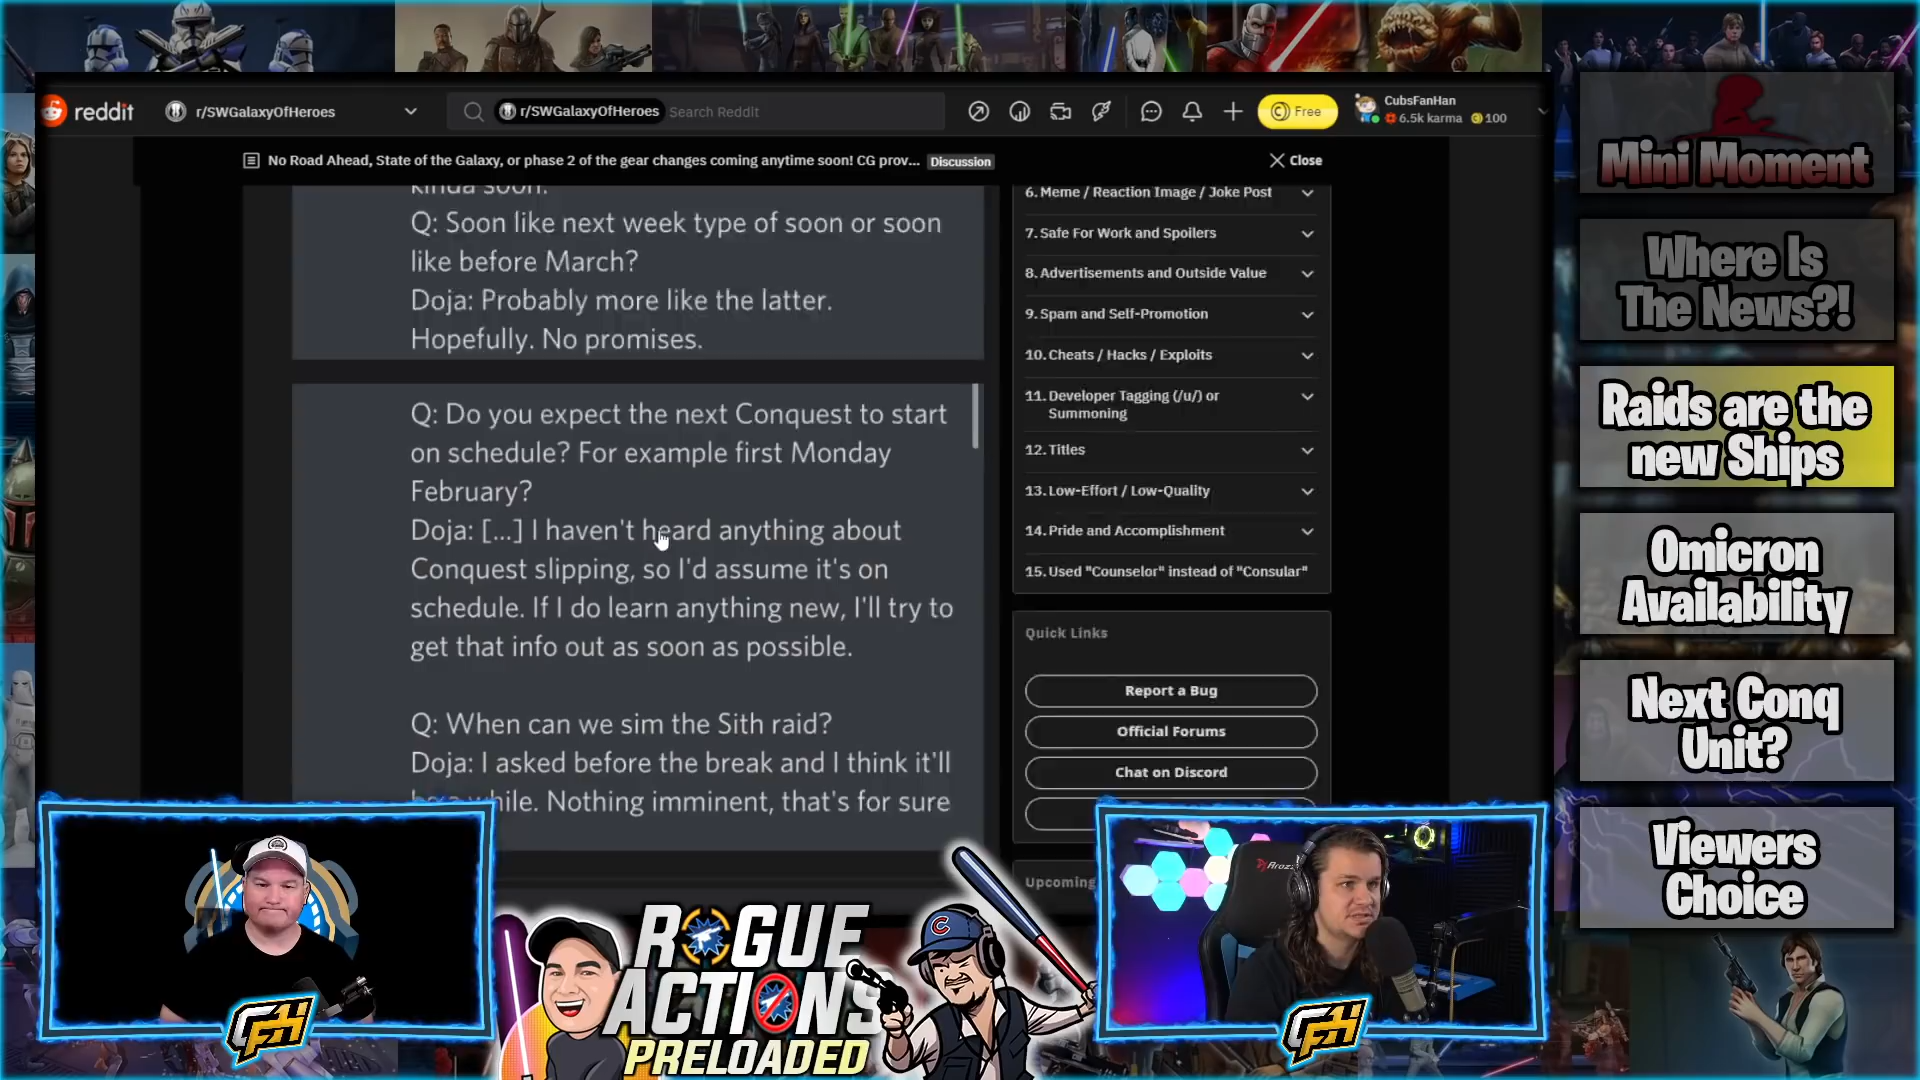 reddit
r/SWGalaxyOfHeroes
r/SWGalaxyOfHeroes Search Reddit
Free
CubsFanHan
6.5k karma 100
No Road Ahead, State of the Galaxy, or phase 2 of the gear changes coming anytime soon! CG prov... Discussion
Close
kinda soon.
Q: Soon like next week type of soon or soon
like before March?
Doja: Probably more like the latter.
Hopefully. No promises.
Q: Do you expect the next Conquest to start
on schedule? For example first Monday
February?
Doja: [...] I haven't heard anything about
Conquest slipping, so I'd assume it's on
schedule. If I do learn anything new, I'll try to
get that info out as soon as possible.
Q: When can we sim the Sith raid?
Doja: I asked before the break and I think it'll
while. Nothing imminent, that's for sure
6. Meme / Reaction Image / Joke Post
7. Safe For Work and Spoilers
8. Advertisements and Outside Value
9. Spam and Self-Promotion
10. Cheats / Hacks / Exploits
11. Developer Tagging (/u/) or
Summoning
12. Titles
13. Low-Effort / Low-Quality
14. Pride and Accomplishment
15. Used "Counselor" instead of "Consular"
Quick Links
Report a Bug
Official Forums
Chat on Discord
Upcoming
Mini Moment
Where Is
The News?!
Raids are the
new Ships
Omicron
Availability
Next Conq
Unit?
Viewers
Choice
ROGUE
ACTIONS
PRELOADED
C
CFH
CFH